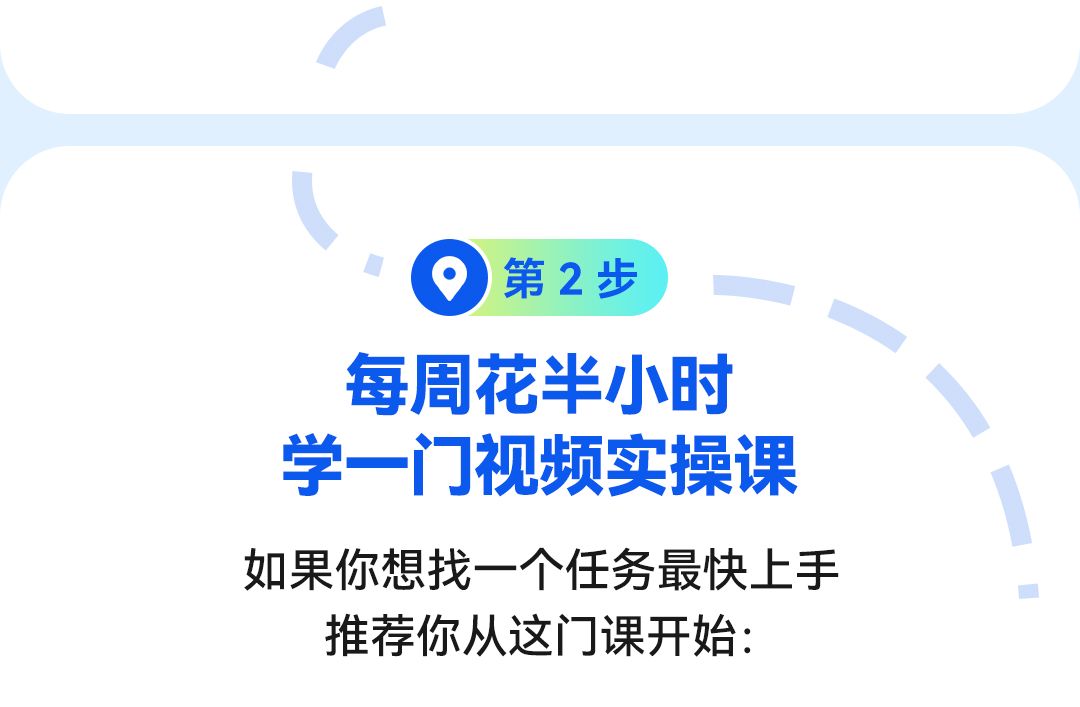 第 2 步
每周花半小时
学一门视频实操课
如果你想找一个任务最快上手
推荐你从这门课开始：